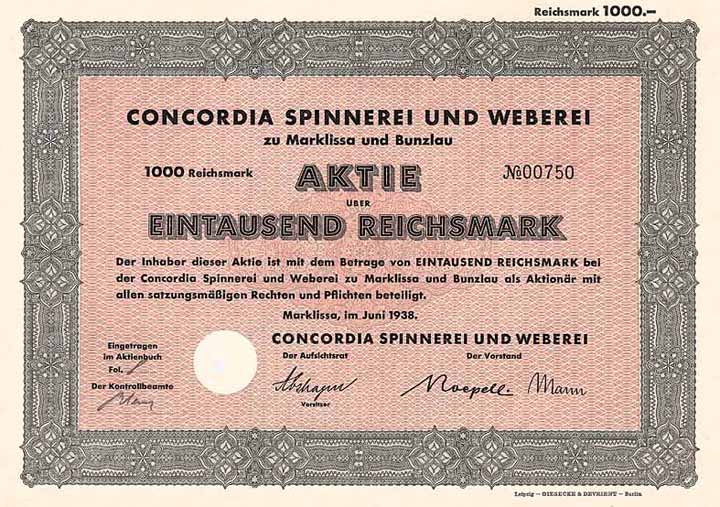 Reichsmark 1000.–
CONCORDIA SPINNEREI UND WEBEREI
zu Marklissa und Bunzlau
1000 Reichsmark AKTIE №00750
ÜBER
EINTAUSEND REICHSMARK
Der Inhaber dieser Aktie ist mit dem Betrage von EINTAUSEND REICHSMARK bei
der Concordia Spinnerei und Weberei zu Marklissa und Bunzlau als Aktionär mit
allen satzungsmäßigen Rechten und Pflichten beteiligt.
Marklissa, im Juni 1938.
CONCORDIA SPINNEREI UND WEBEREI
Eingetragen
im Aktienbuch
Fol.
Der Kontrollbeamte
Der Aufsichtsrat
Vorsitzer
Der Vorstand
Roepell. Mann
Leipzig – GIESECKE & DEVRIENT – Berlin